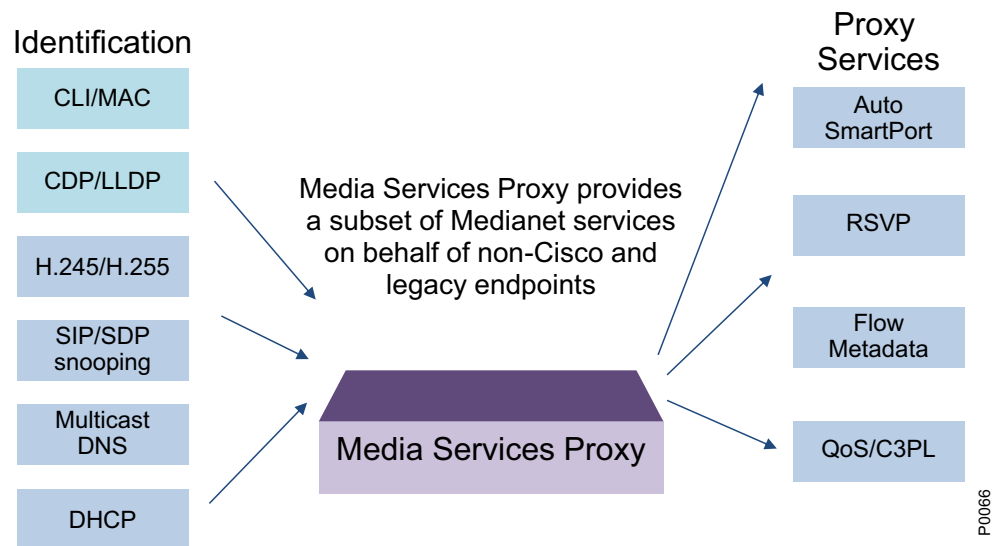 Identification
CLI/MAC
CDP/LLDP
H.245/H.255
SIP/SDP
snooping
Multicast
DNS
DHCP
Media Services Proxy provides
a subset of Medianet services
on behalf of non-Cisco and
legacy endpoints
Media Services Proxy
Proxy
Services
Auto
SmartPort
RSVP
Flow
Metadata
QoS/C3PL
P0066